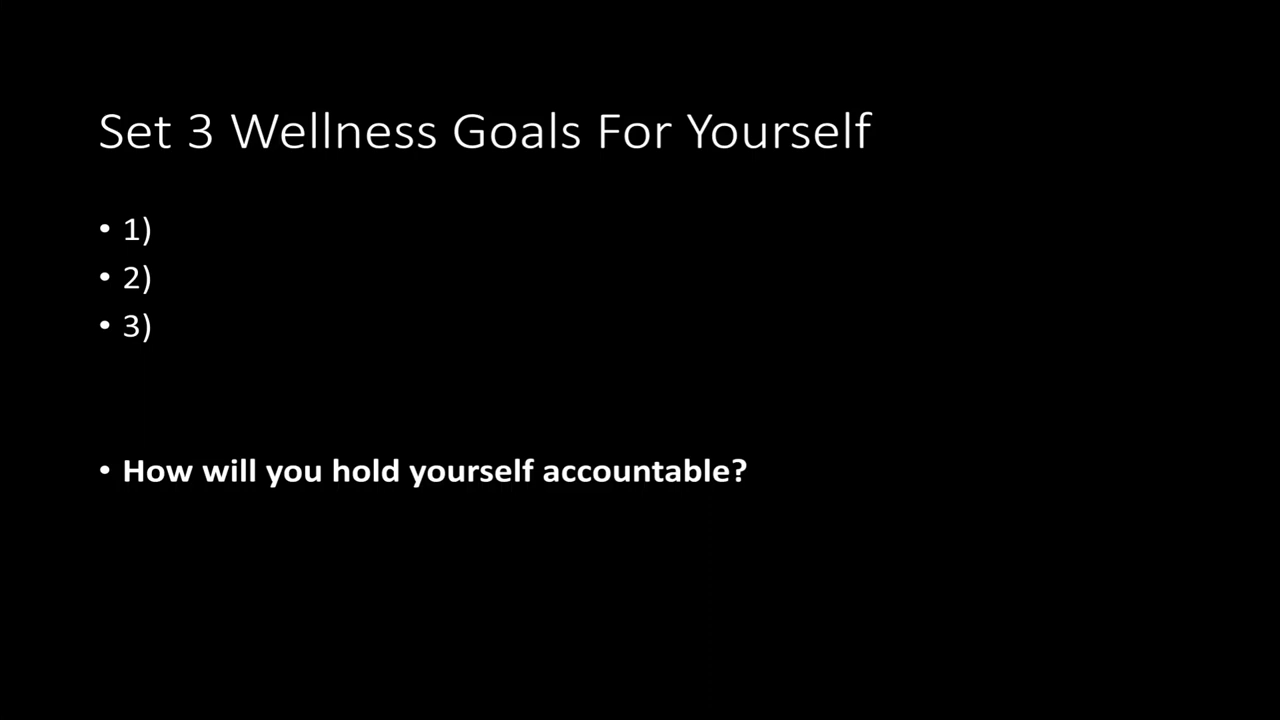 Set 3 Wellness Goals For Yourself
• 1)
• 2)
• 3)
• How will you hold yourself accountable?